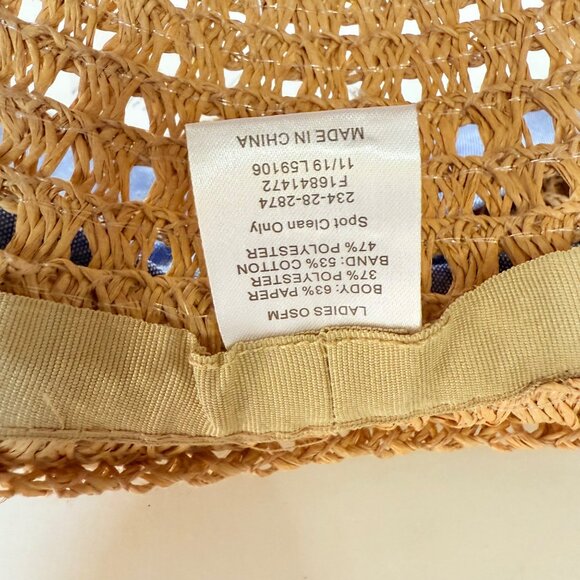 LADIES OSFM
BODY: 63% PAPER
37% POLYESTER
BAND: 53% COTTON
47% POLYESTER
Spot Clean Only
234-28-2874
F16841472
11/19 L59106
MADE IN CHINA